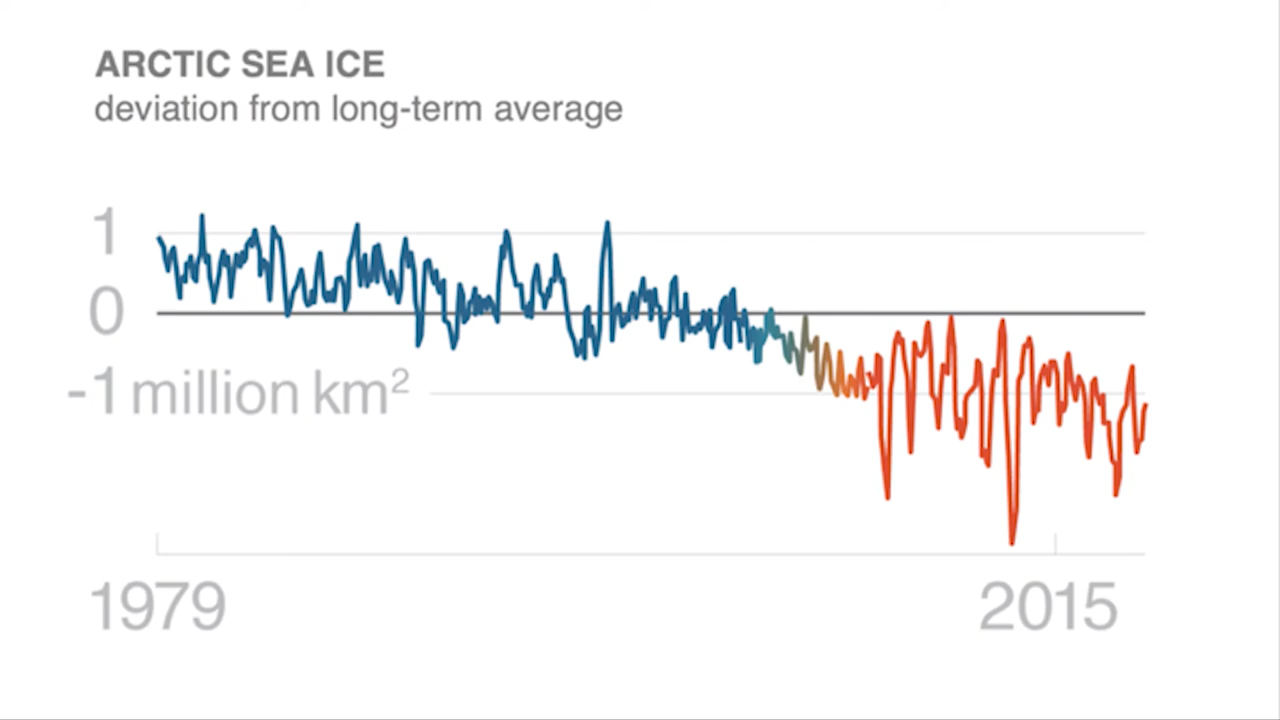 ARCTIC SEA ICE
deviation from long-term average
1
0
-1 million km²
1979
2015